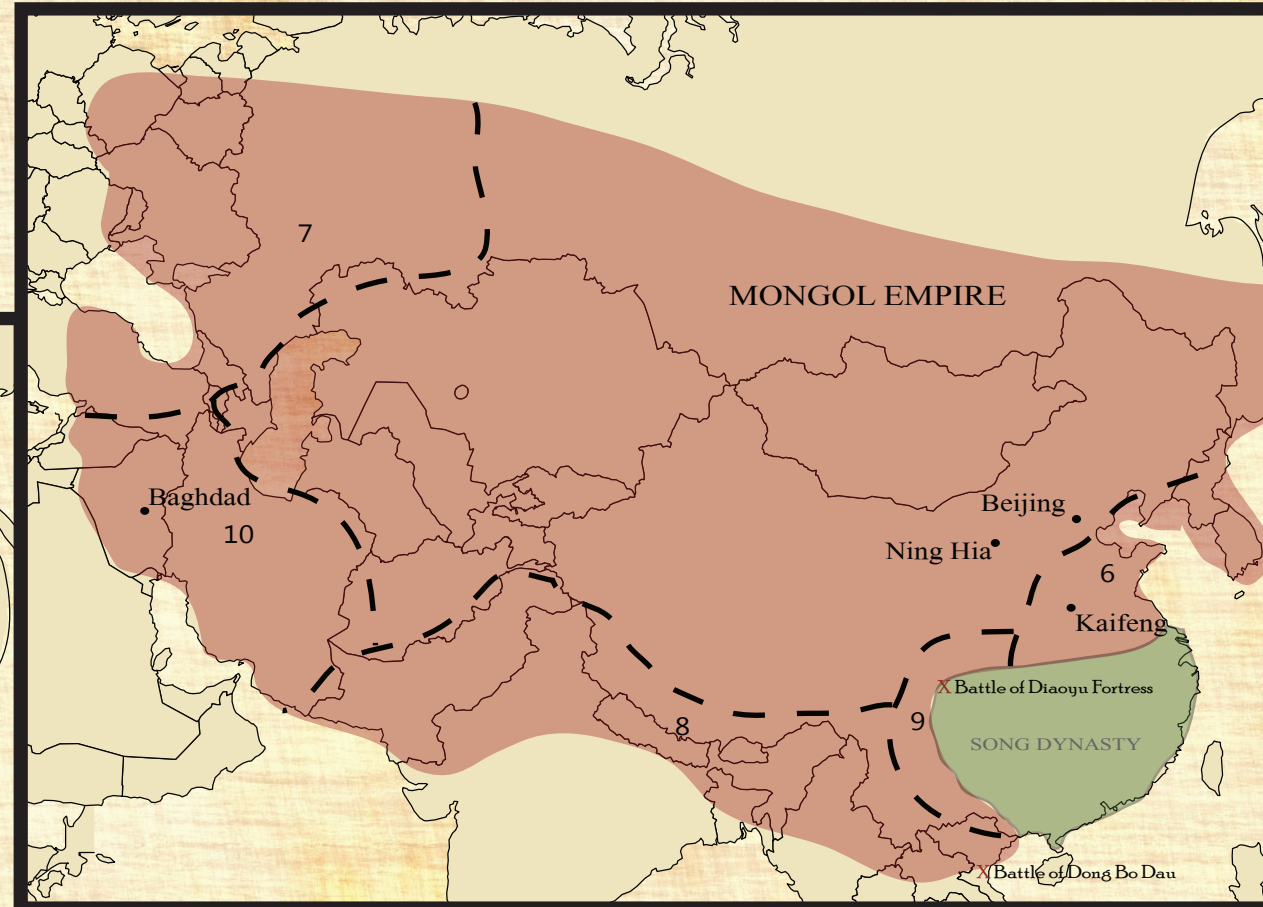 7
MONGOL EMPIRE
Baghdad
10
Beijing
Ning Hia
6
Kaifeng
X Battle of Diaoyu Fortress
9
8
SONG DYNASTY
X Battle of Dong Bo Dau